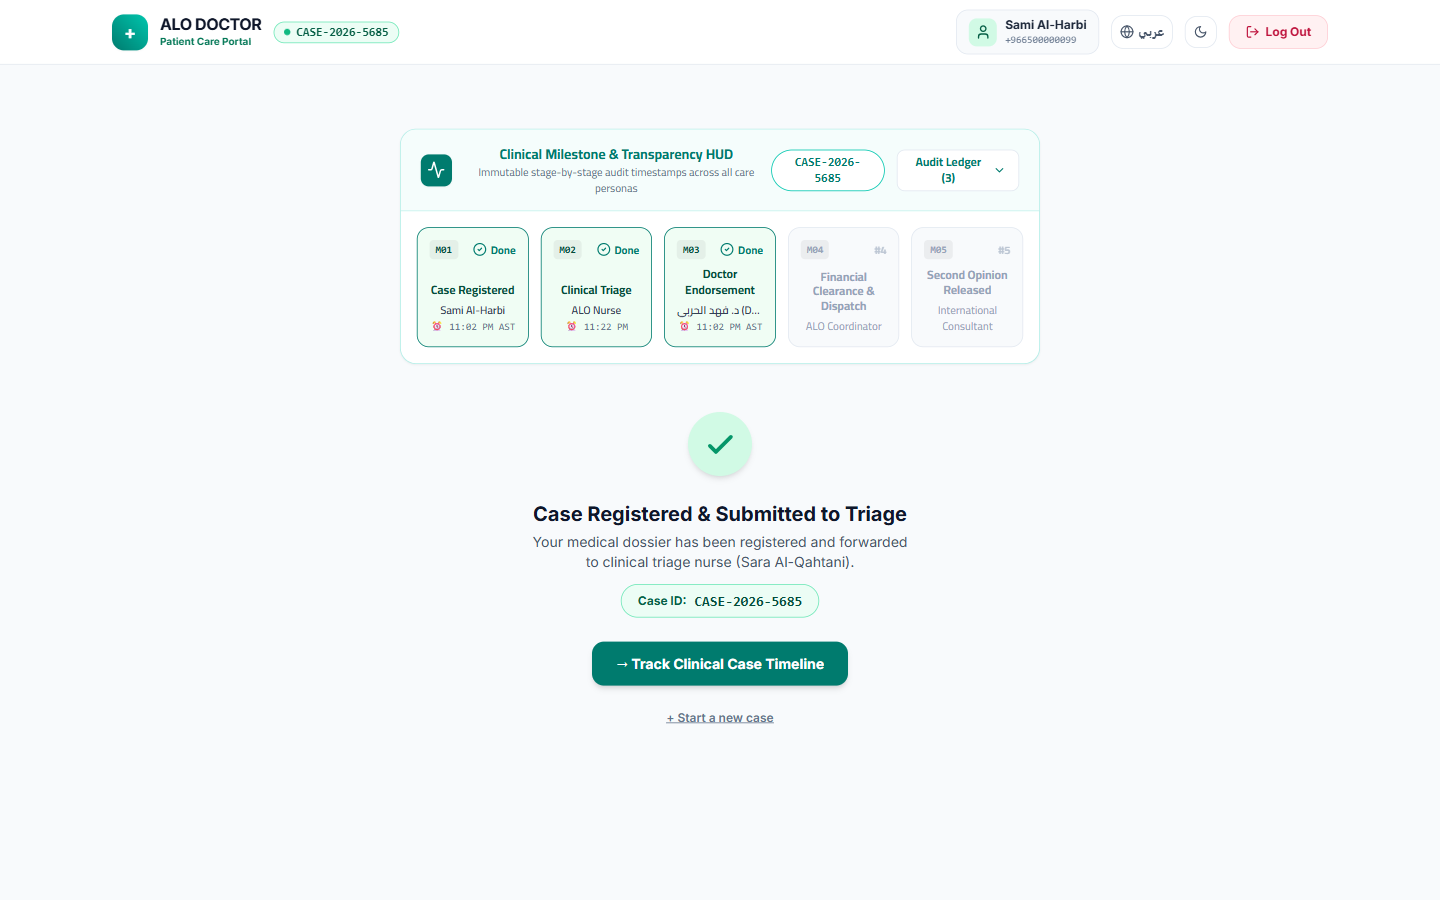 ALO DOCTOR
Patient Care Portal
CASE-2026-5685
Sami Al-Harbi
+966500000099
عربي
Log Out
Clinical Milestone & Transparency HUD
Immutable stage-by-stage audit timestamps across all care
personas
CASE-2026-
5685
Audit Ledger
(3)
M01
Done
Case Registered
Sami Al-Harbi
11:02 PM AST
M02
Done
Clinical Triage
ALO Nurse
11:22 PM
M03
Done
Doctor
Endorsement
د. فهد الحربي (D...
11:02 PM AST
M04
#4
Financial
Clearance &
Dispatch
ALO Coordinator
M05
#5
Second Opinion
Released
International
Consultant
Case Registered & Submitted to Triage
Your medical dossier has been registered and forwarded
to clinical triage nurse (Sara Al-Qahtani).
Case ID: CASE-2026-5685
→ Track Clinical Case Timeline
+ Start a new case